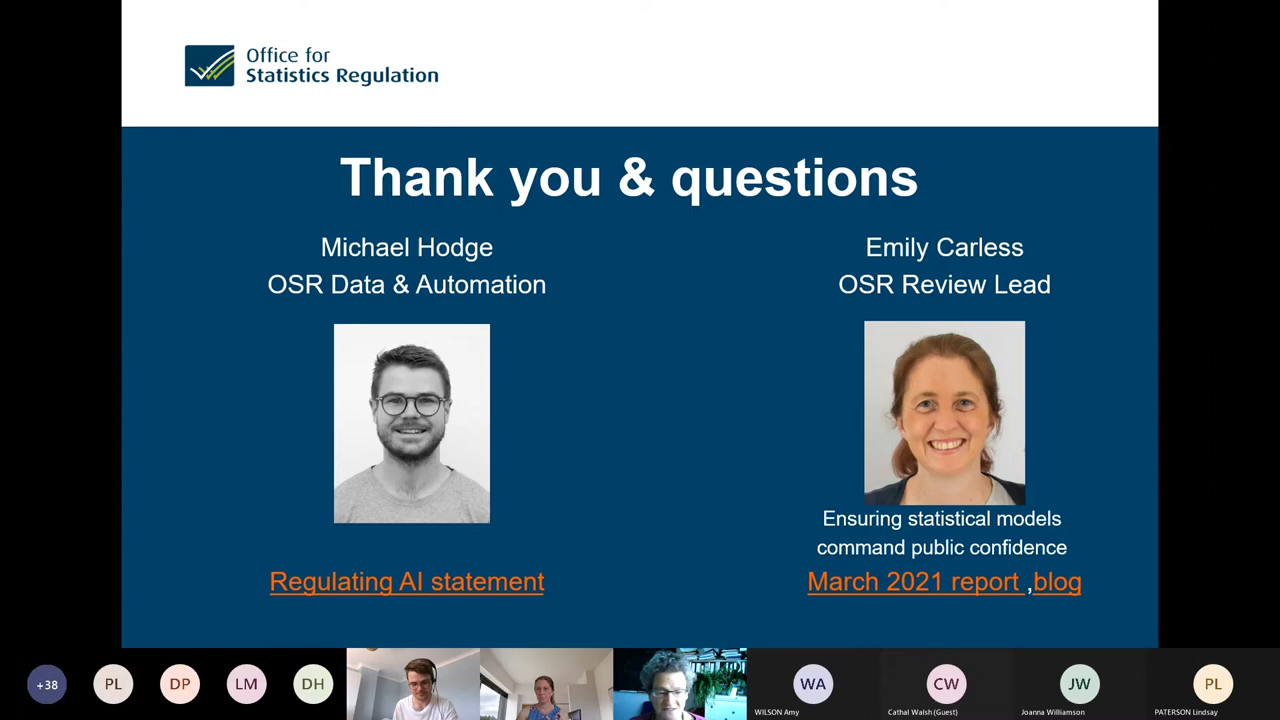 Office for
Statistics Regulation
Thank you & questions
Michael Hodge
OSR Data & Automation
Emily Carless
OSR Review Lead
Ensuring statistical models
command public confidence
Regulating AI statement
March 2021 report ,blog
+38
PL
DP
LM
DH
WA
CW
JW
PL
WILSON Amy
Cathal Walsh (Guest)
Joanna Williamson
PATERSON Lindsay